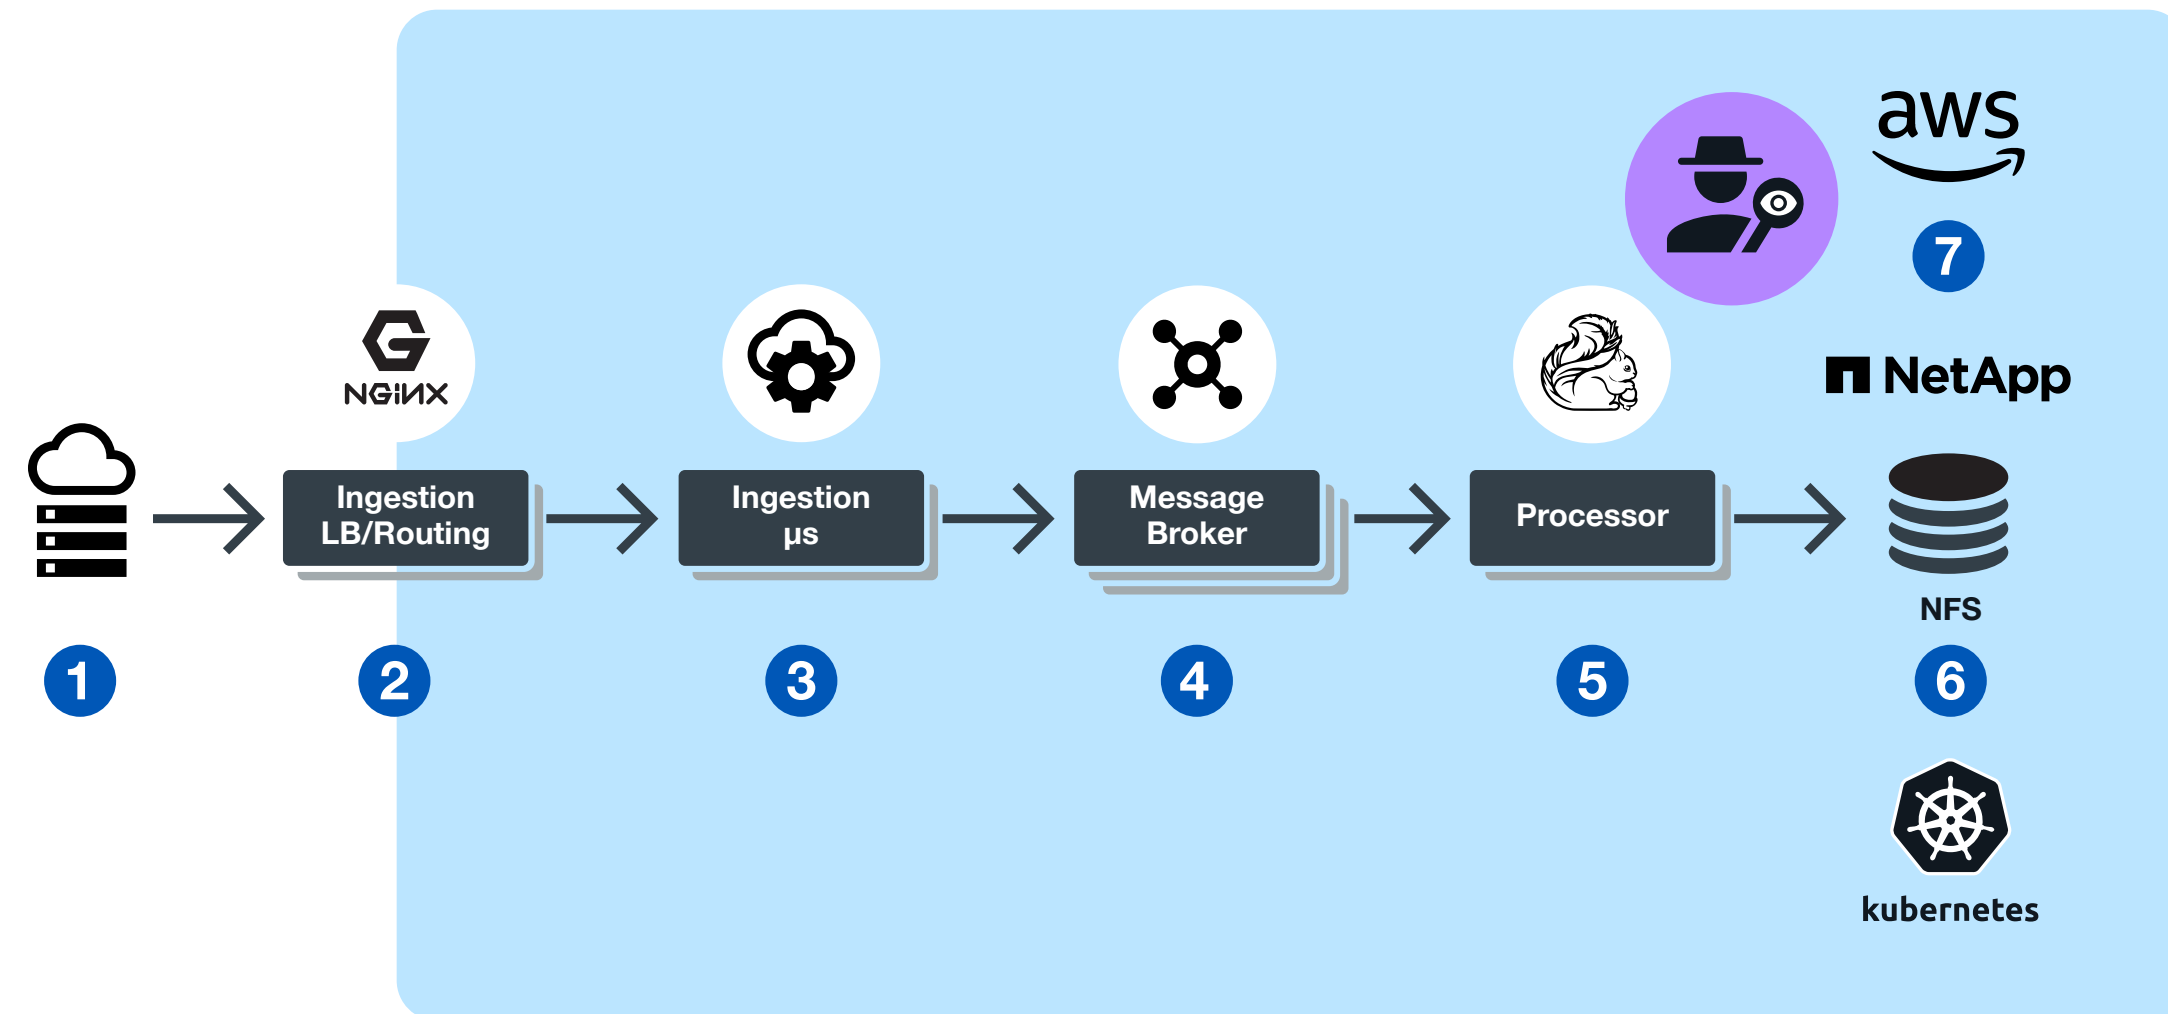 aws
7
NGINX
NetApp
Ingestion
LB/Routing
Ingestion
µs
Message
Broker
Processor
NFS
1
2
3
4
5
6
kubernetes